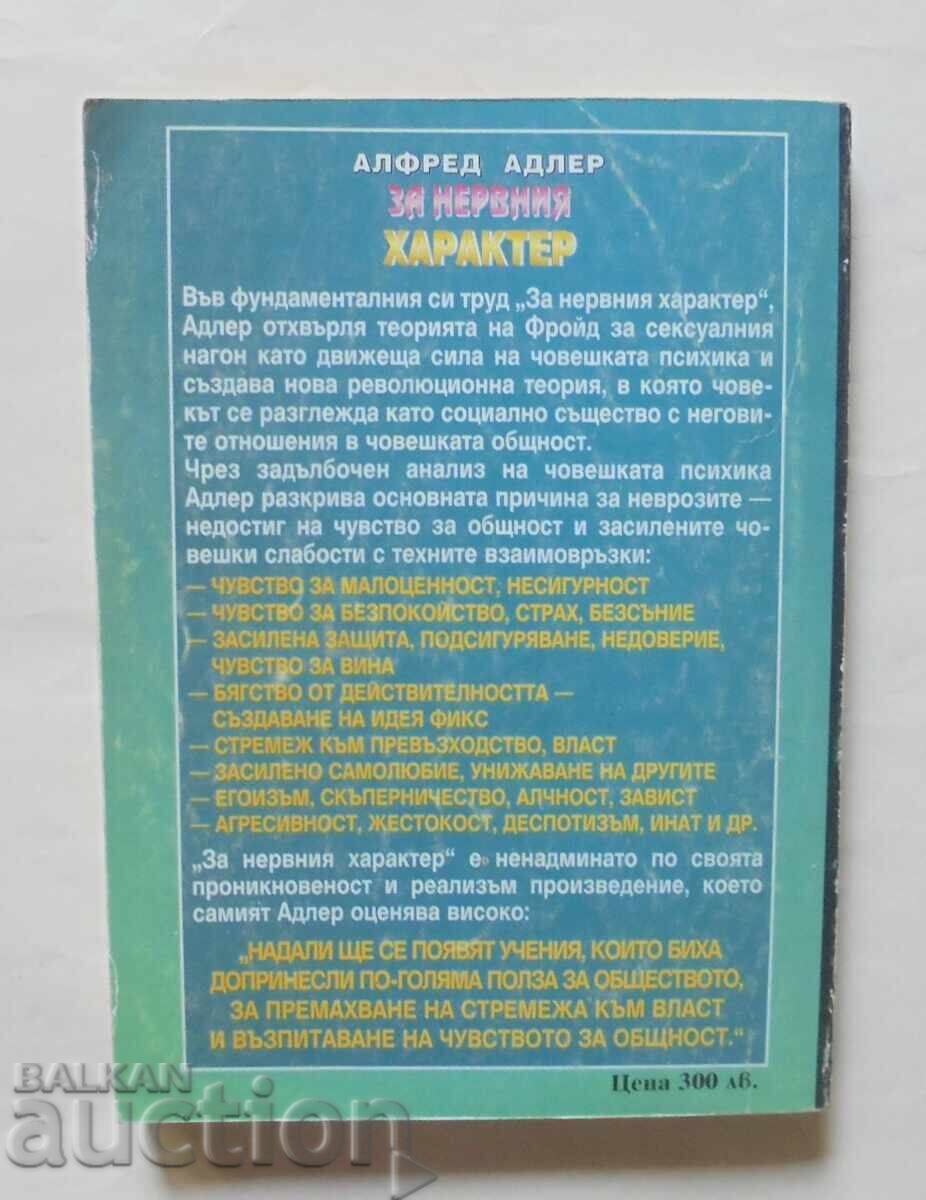 АЛФРЕД АДЛЕР
ЗА НЕРВНИЯ
ХАРАКТЕР
Във фундаменталния си труд „За нервния характер“,
Адлер отхвърля теорията на Фройд за сексуалния
нагон като движеща сила на човешката психика и
създава нова революционна теория, в която чове-
кът се разглежда като социално същество с негови-
те отношения в човешката общност.
Чрез задълбочен анализ на човешката психика
Адлер разкрива основната причина за неврозите —
недостиг на чувство за общност и засилените чо-
вешки слабости с техните взаимовръзки:
— ЧУВСТВО ЗА МАЛОЦЕННОСТ, НЕСИГУРНОСТ
— ЧУВСТВО ЗА БЕЗПОКОЙСТВО, СТРАХ, БЕЗСЪНИЕ
— ЗАСИЛЕНА ЗАЩИТА, ПОДСИГУРЯВАНЕ, НЕДОВЕРИЕ,
ЧУВСТВО ЗА ВИНА
— БЯГСТВО ОТ ДЕЙСТВИТЕЛНОСТТА —
СЪЗДАВАНЕ НА ИДЕЯ ФИКС
— СТРЕМЕЖ КЪМ ПРЕВЪЗХОДСТВО, ВЛАСТ
— ЗАСИЛЕНО САМОЛЮБИЕ, УНИЖАВАНЕ НА ДРУГИТЕ
— ЕГОИЗЪМ, СКЪПЕРНИЧЕСТВО, АЛЧНОСТ, ЗАВИСТ
— АГРЕСИВНОСТ, ЖЕСТОКОСТ, ДЕСПОТИЗЪМ, ИНАТ И ДР.
„За нервния характер“ е ненадминато по своята
проникновеност и реализъм произведение, което
самият Адлер оценява високо:
„НАДАЛИ ЩЕ СЕ ПОЯВЯТ УЧЕНИЯ, КОИТО БИХА
ДОПРИНЕСЛИ ПО-ГОЛЯМА ПОЛЗА ЗА ОБЩЕСТВОТО,
ЗА ПРЕМАХВАНЕ НА СТРЕМЕЖА КЪМ ВЛАСТ
И ВЪЗПИТАВАНЕ НА ЧУВСТВОТО ЗА ОБЩНОСТ.“
Цена 300 лв.
BALKAN
auction